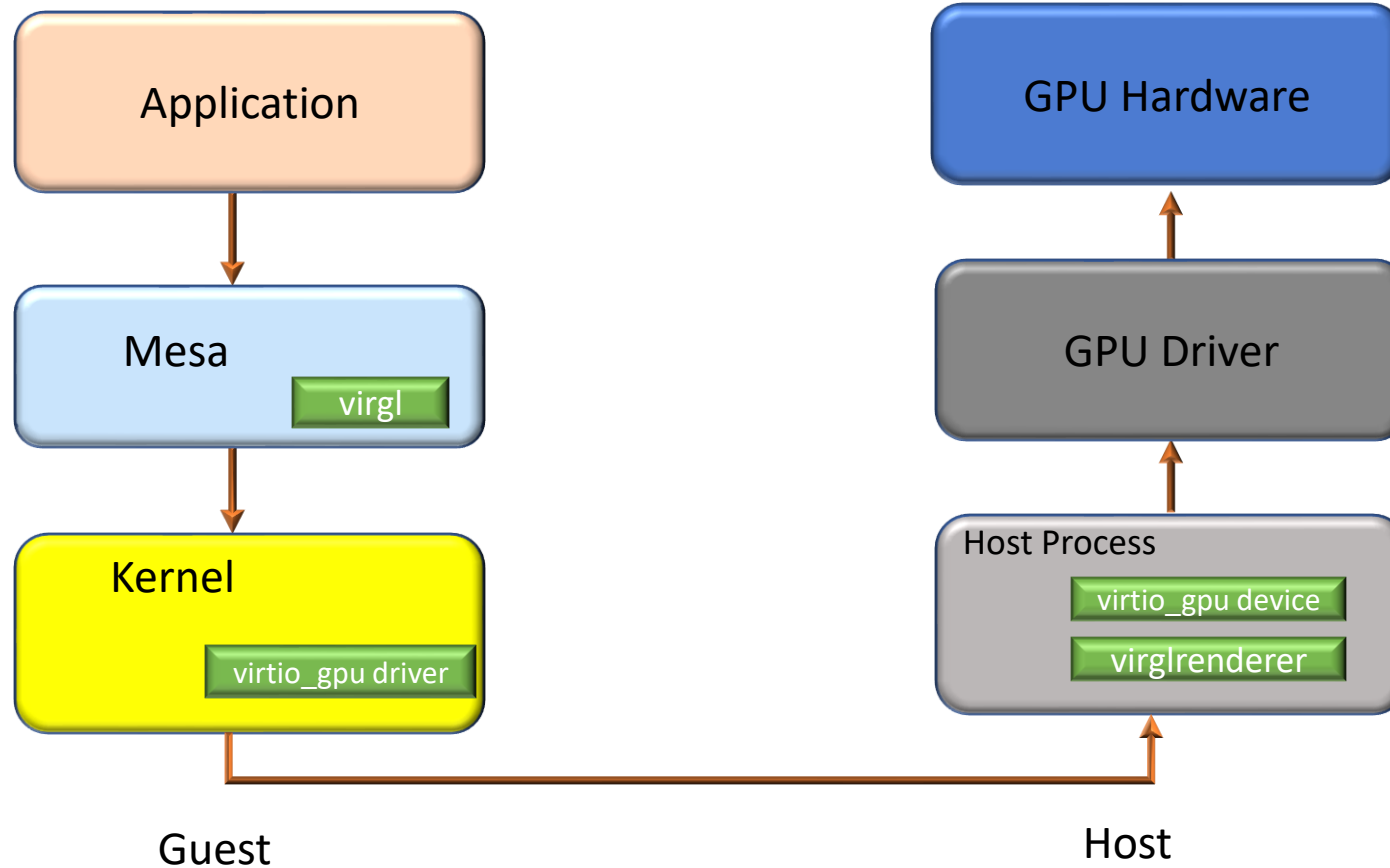 Application
Mesa
virgl
Kernel
virtio_gpu driver
Guest
GPU Hardware
GPU Driver
Host Process
virtio_gpu device
virglrenderer
Host